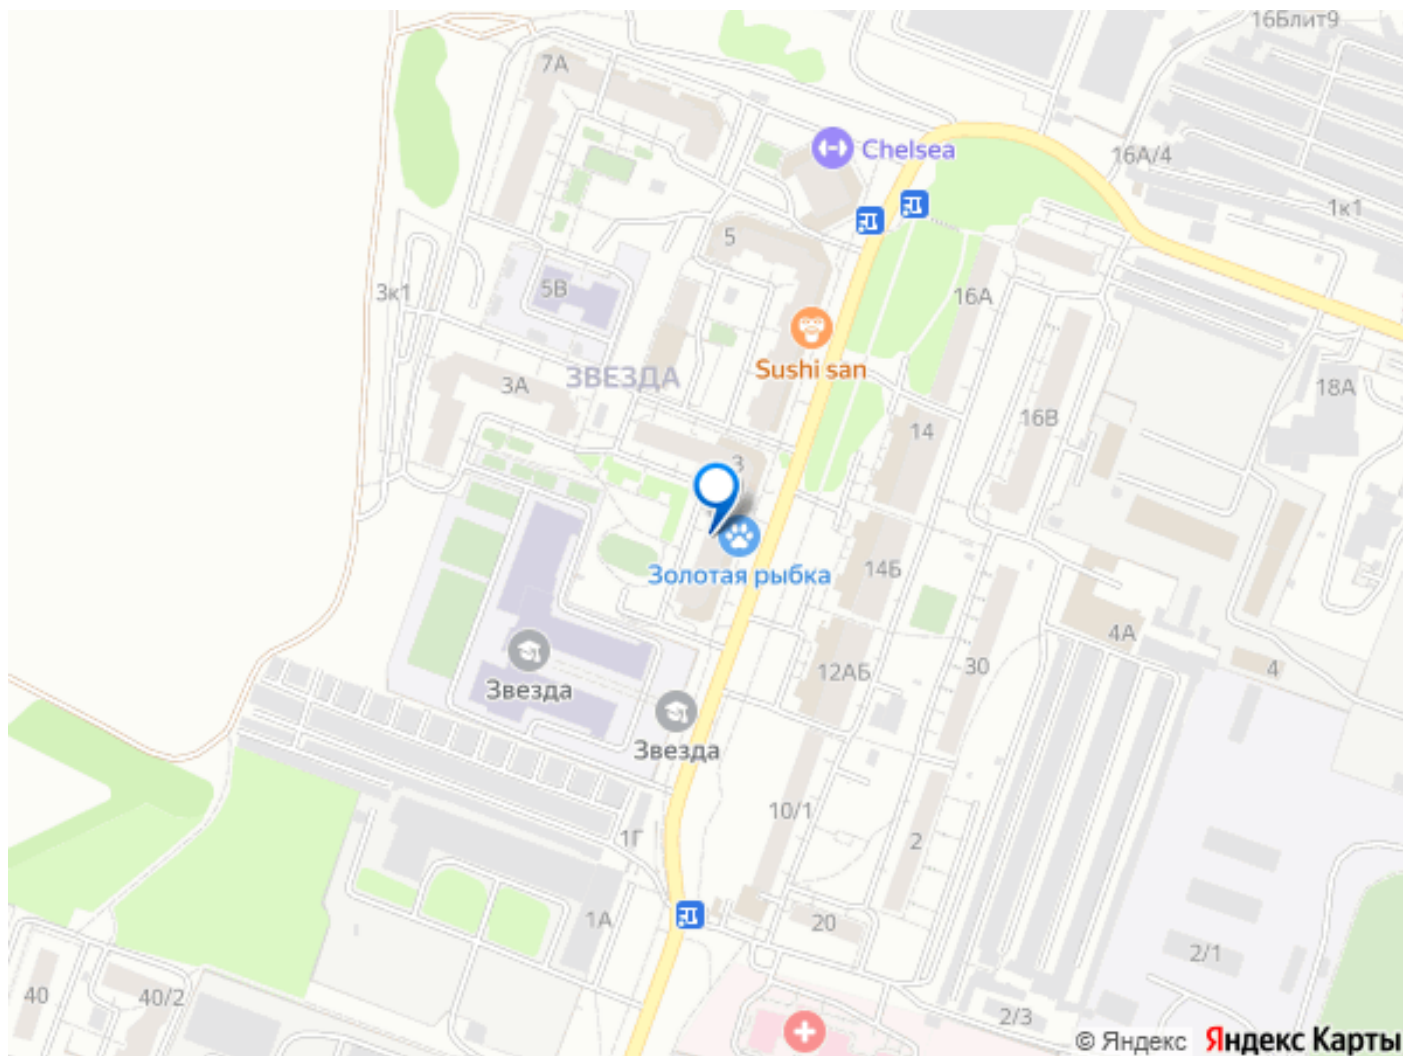 16Блит9
7А
Chelsea
16А/4
1к1
5
5В
3к1
16А
Sushi san
ЗВЕЗДА
3А
18А
16В
14
3
Золотая рыбка
14Б
4А
12АБ
30
4
Звезда
Звезда
10/1
1Г
2
1А
20
2/1
40
40/2
2/3
© Яндекс Яндекс Карты